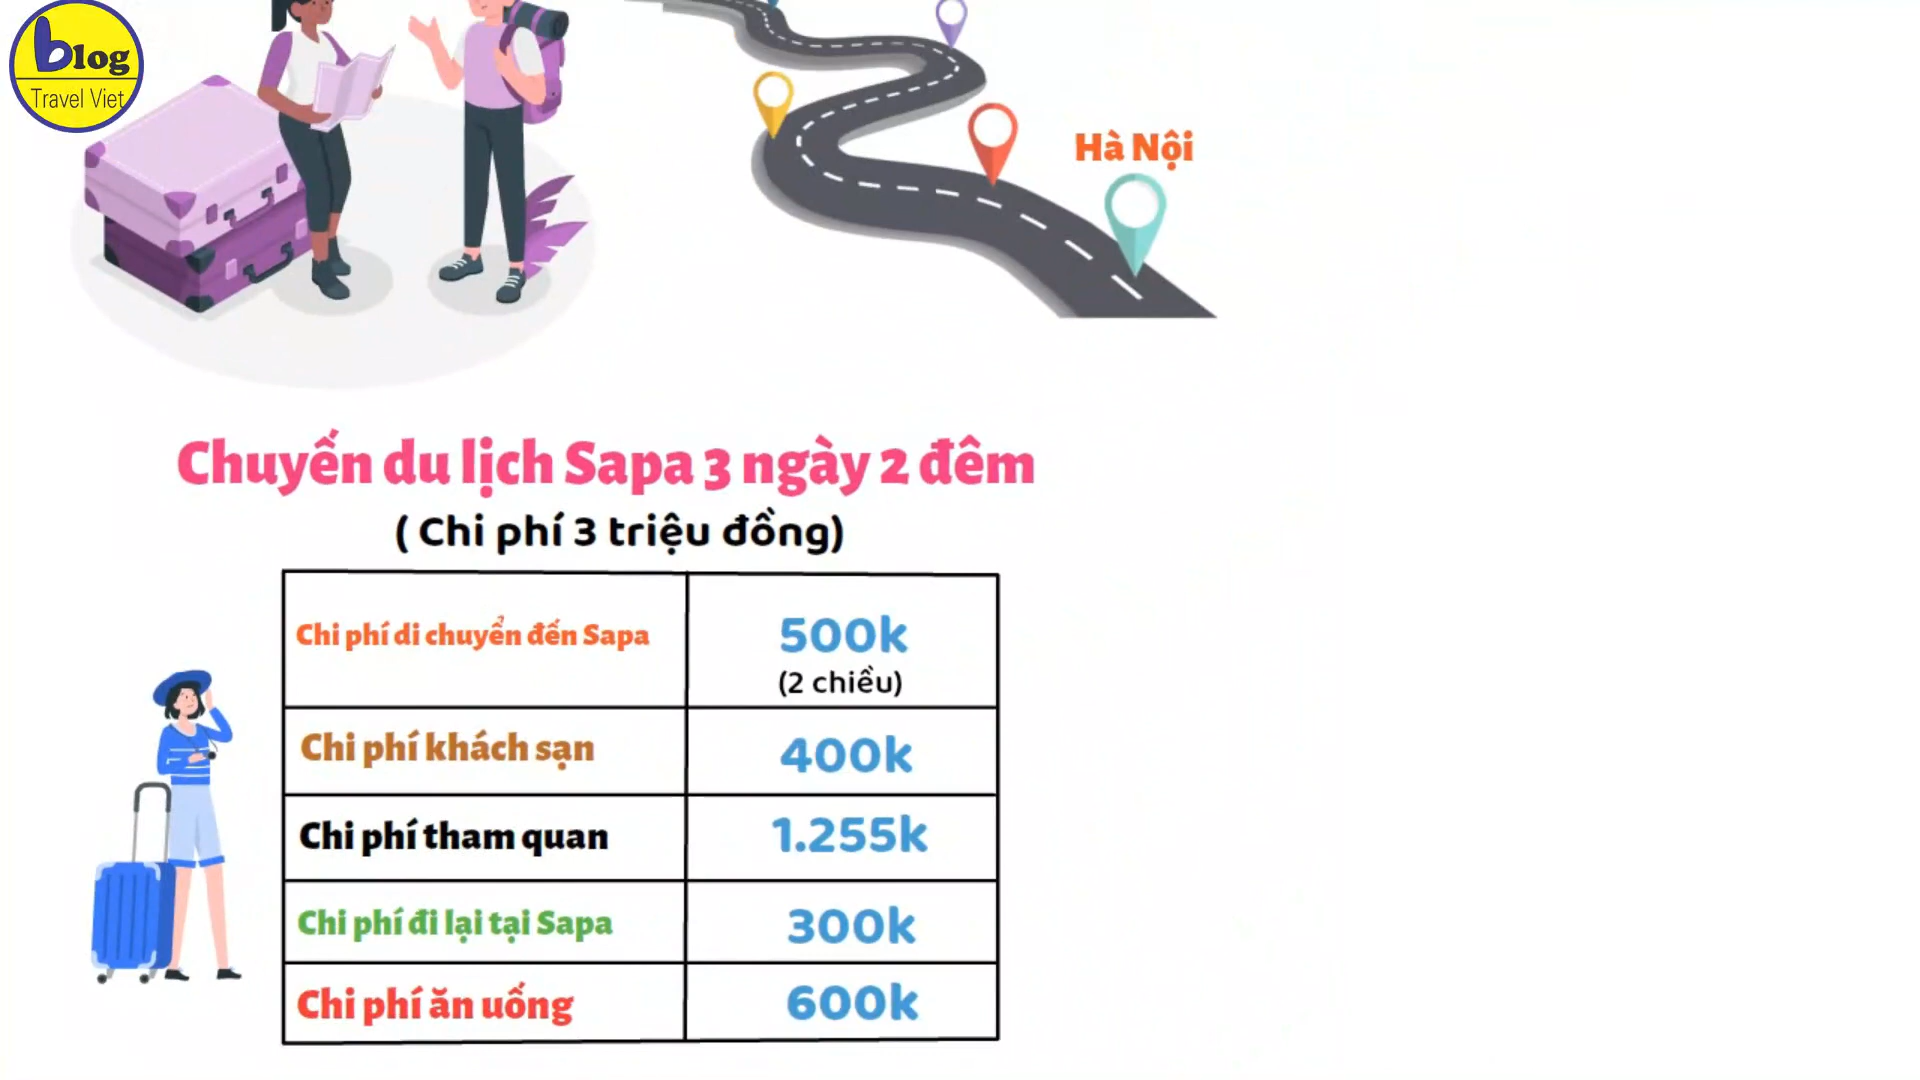 blog
Travel Viet
Hà Nội
Chuyến du lịch Sapa 3 ngày 2 đêm
( Chi phí 3 triệu đồng)
Chi phí di chuyển đến Sapa
500k
(2 chiều)
Chi phí khách sạn
400k
Chi phí tham quan
1.255k
Chi phí đi lại tại Sapa
300k
Chi phí ăn uống
600k